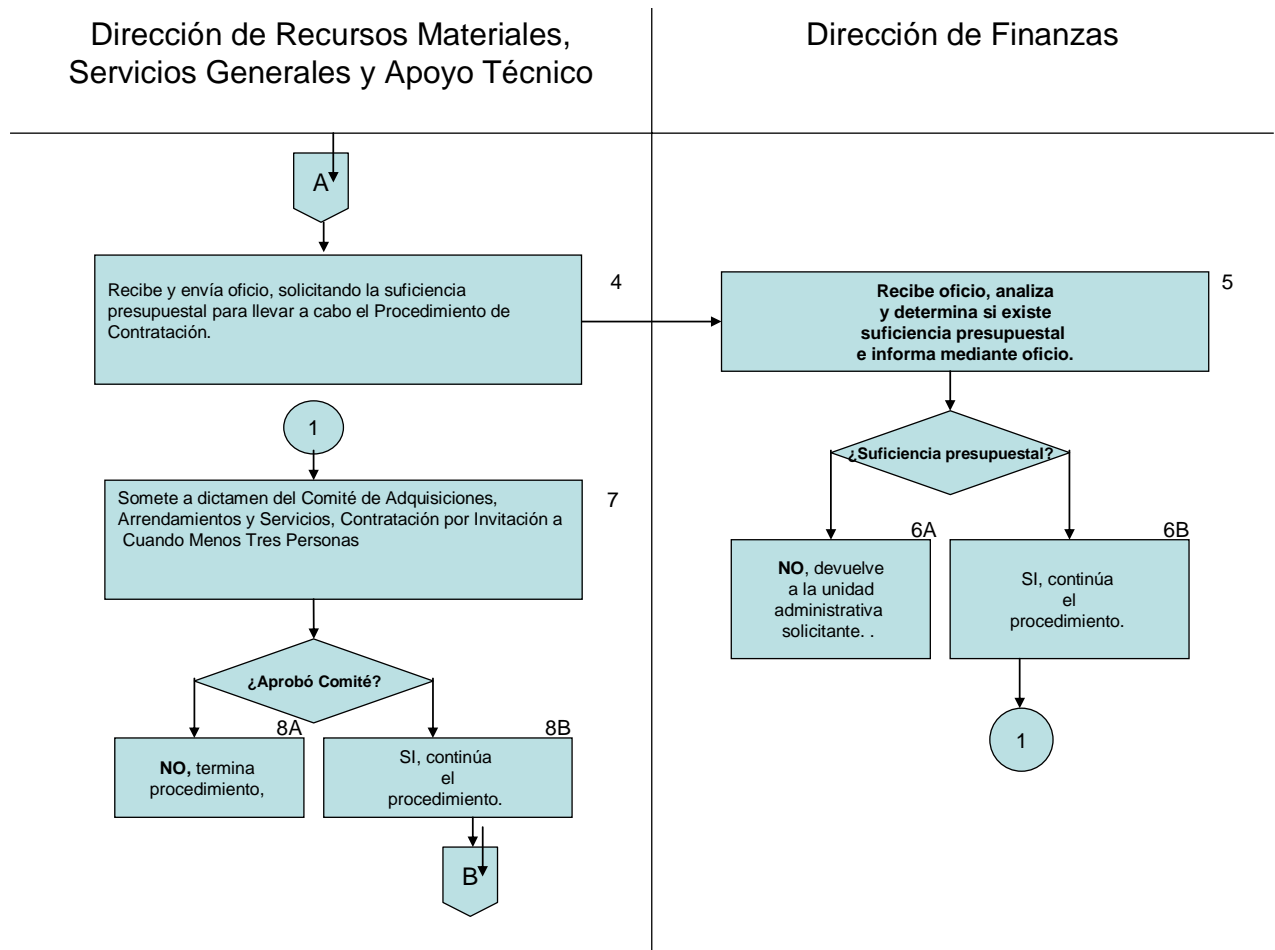 Dirección de Recursos Materiales,
Servicios Generales y Apoyo Técnico
Dirección de Finanzas
A
Recibe y envía oficio, solicitando la suficiencia
presupuestal para llevar a cabo el Procedimiento de
Contratación.
4
Recibe oficio, analiza
y determina si existe
suficiencia presupuestal
e informa mediante oficio.
5
¿Suficiencia presupuestal?
6A
NO, devuelve
a la unidad
administrativa
solicitante. .
6B
SI, continúa
el
procedimiento.
1
1
Somete a dictamen del Comité de Adquisiciones,
Arrendamientos y Servicios, Contratación por Invitación a
Cuando Menos Tres Personas
7
¿Aprobó Comité?
8A
NO, termina
procedimiento,
8B
SI, continúa
el
procedimiento.
B